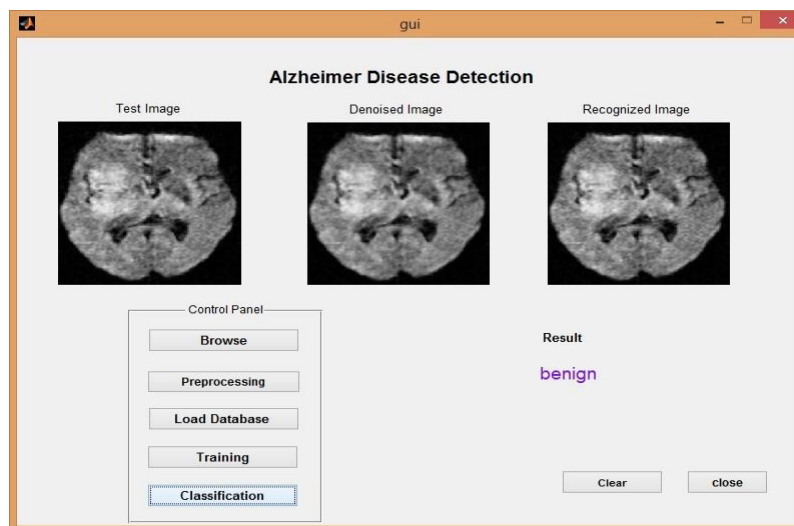 gui
Alzheimer Disease Detection
Test Image
Denoised Image
Recognized Image
Control Panel
Browse
Preprocessing
Load Database
Training
Classification
Result
benign
Clear
close